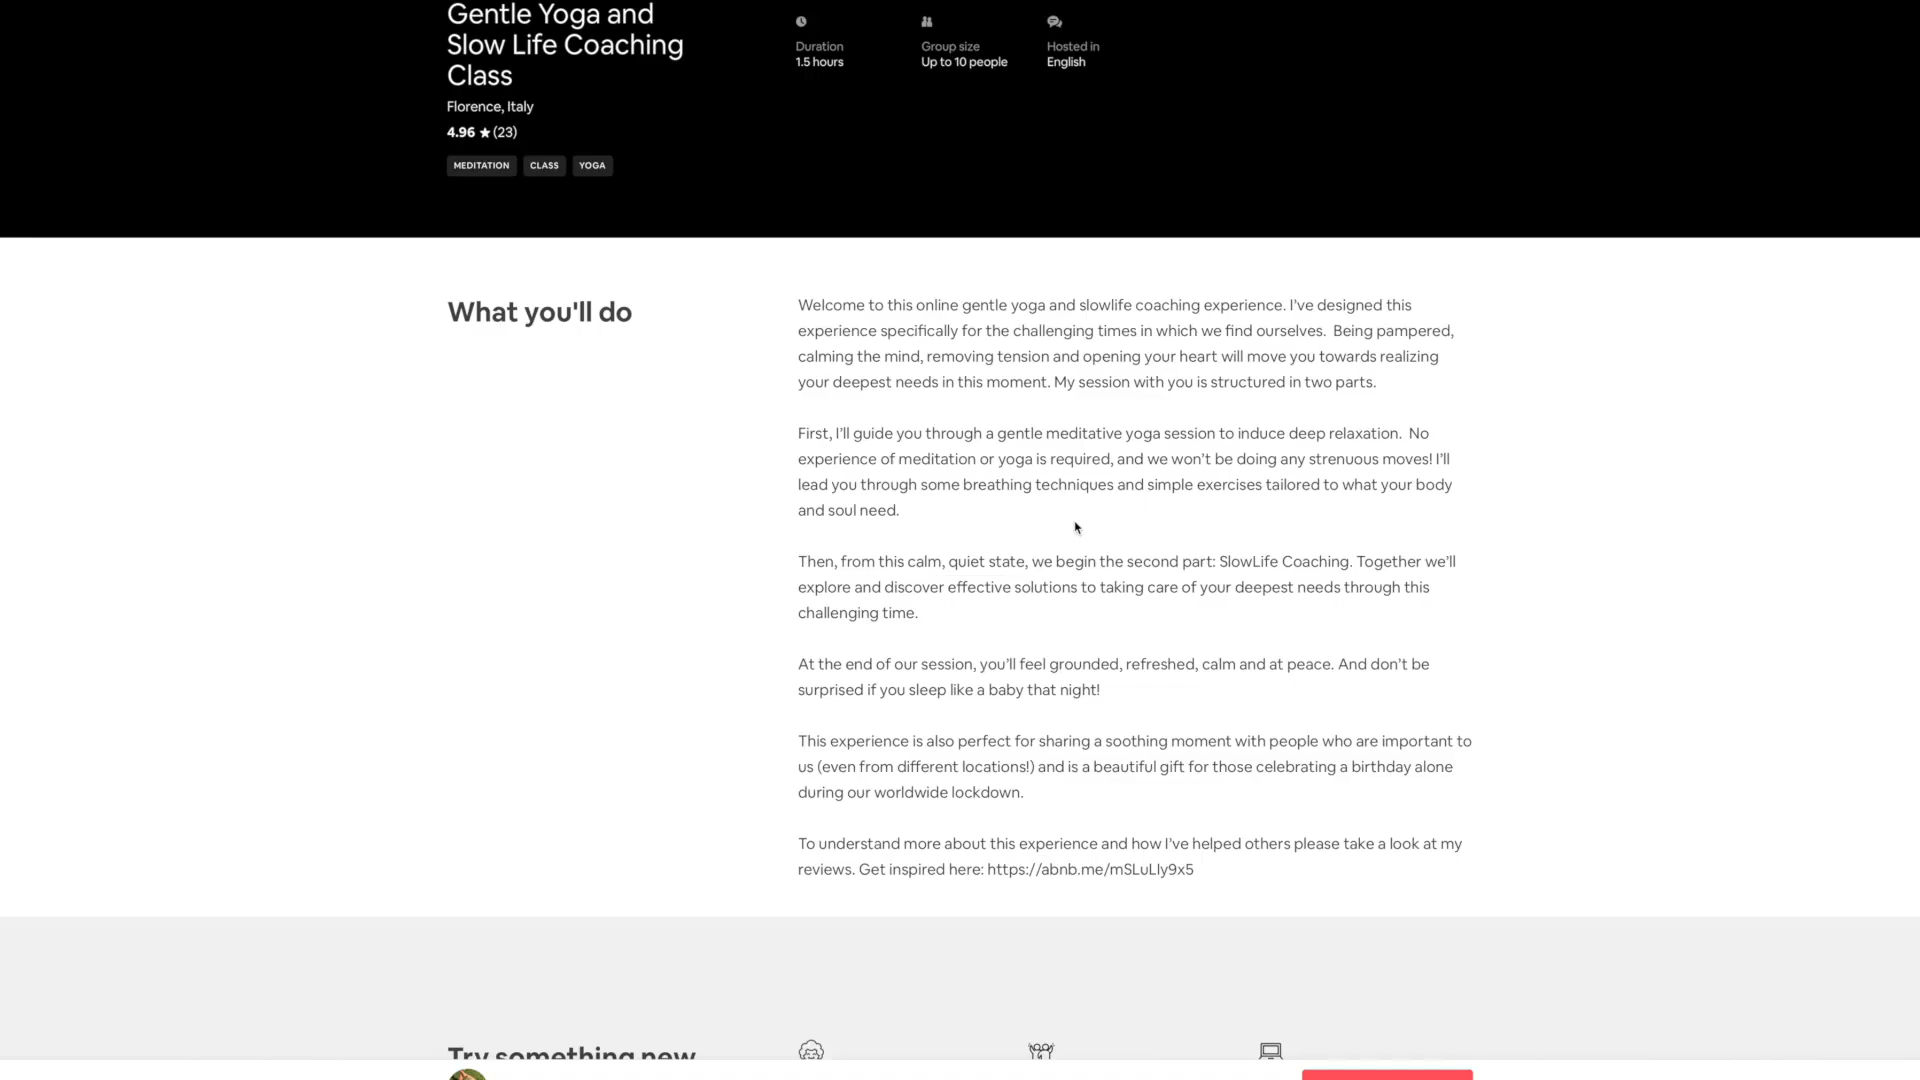 Gentle Yoga and
Slow Life Coaching
Class
Florence, Italy
4.96 ★ (23)
MEDITATION CLASS YOGA
Duration
1.5 hours
Group size
Up to 10 people
Hosted in
English
What you'll do
Welcome to this online gentle yoga and slowlife coaching experience. I’ve designed this
experience specifically for the challenging times in which we find ourselves.  Being pampered,
calming the mind, removing tension and opening your heart will move you towards realizing
your deepest needs in this moment. My session with you is structured in two parts.
First, I’ll guide you through a gentle meditative yoga session to induce deep relaxation.  No
experience of meditation or yoga is required, and we won’t be doing any strenuous moves! I’ll
lead you through some breathing techniques and simple exercises tailored to what your body
and soul need.
Then, from this calm, quiet state, we begin the second part: SlowLife Coaching. Together we’ll
explore and discover effective solutions to taking care of your deepest needs through this
challenging time.
At the end of our session, you’ll feel grounded, refreshed, calm and at peace. And don’t be
surprised if you sleep like a baby that night!
This experience is also perfect for sharing a soothing moment with people who are important to
us (even from different locations!) and is a beautiful gift for those celebrating a birthday alone
during our worldwide lockdown.
To understand more about this experience and how I’ve helped others please take a look at my
reviews. Get inspired here: https://abnb.me/mSLuLIy9x5
Try something new